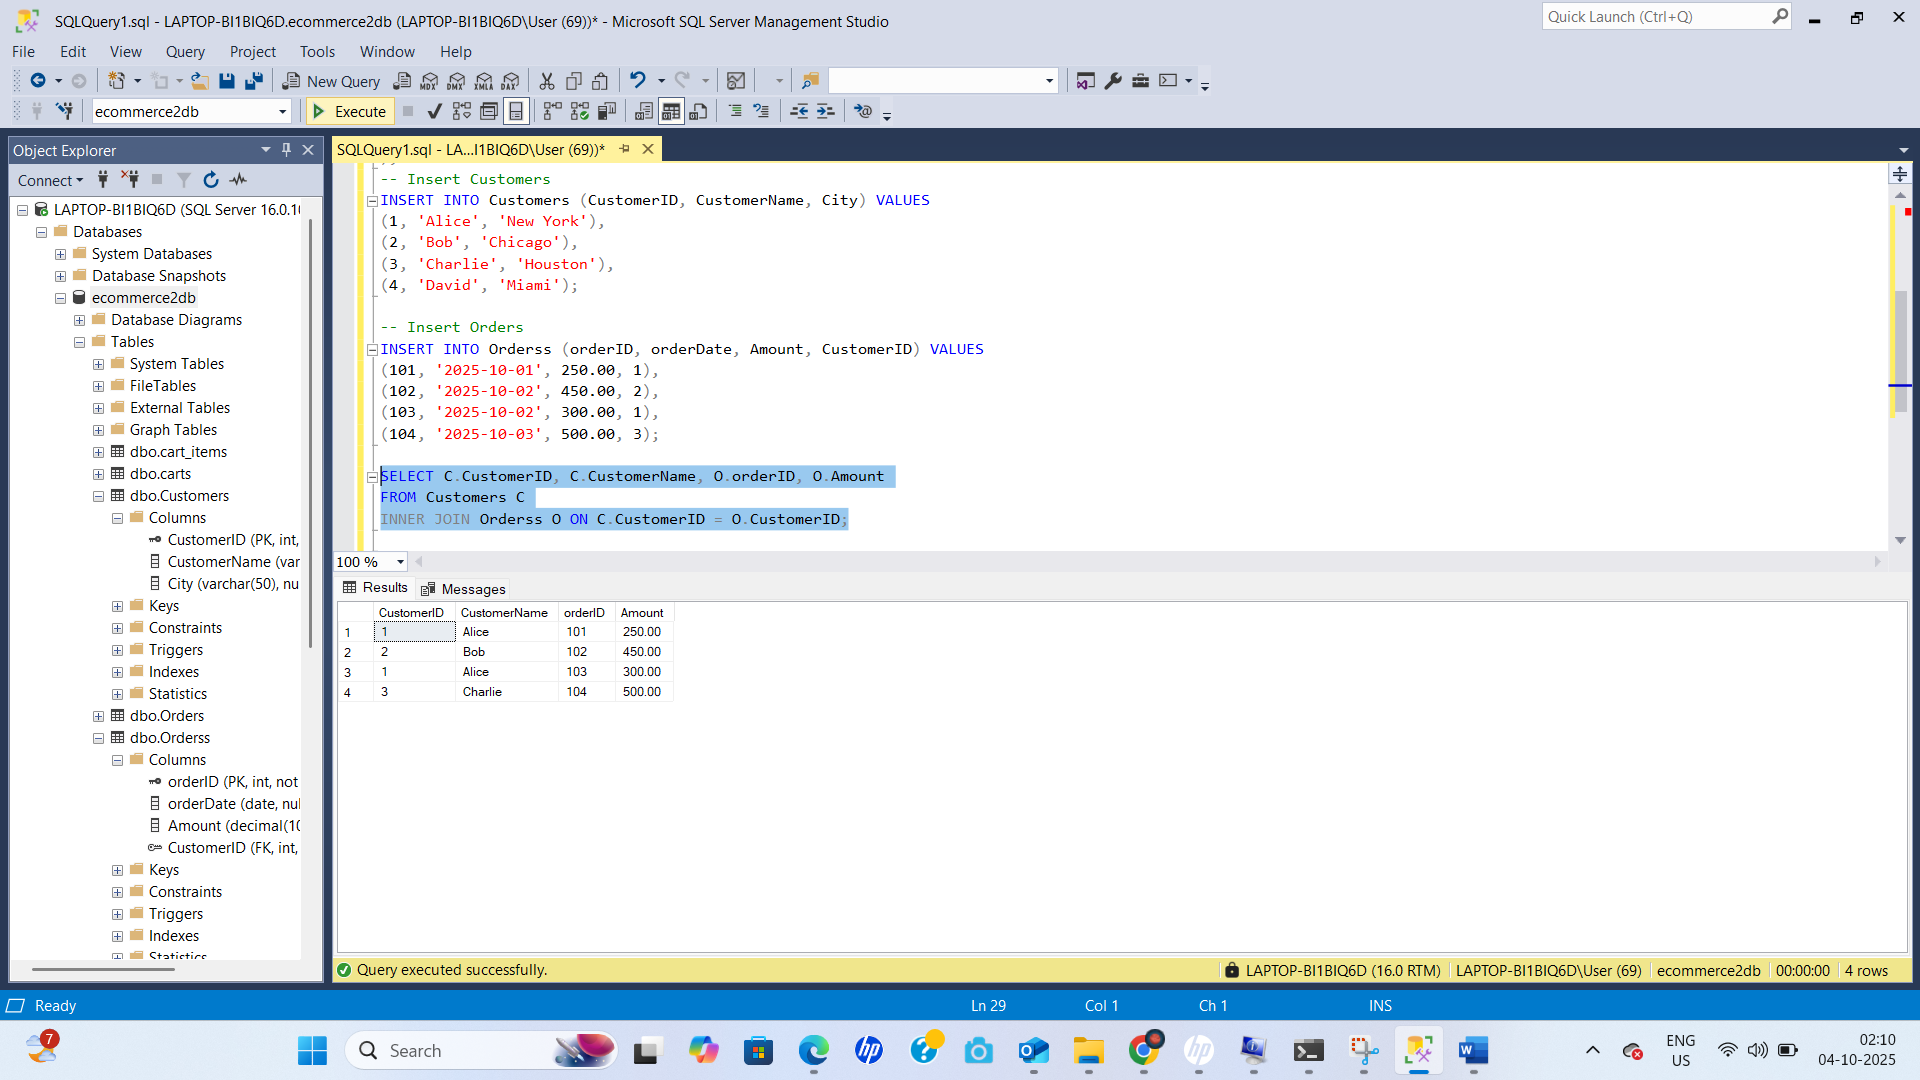 SQLQuery1.sql - LAPTOP-BI1BIQ6D.ecommerce2db (LAPTOP-BI1BIQ6D\User (69))* - Microsoft SQL Server Management Studio
Quick Launch (Ctrl+Q)
File Edit View Query Project Tools Window Help
New Query MDX DMX XMLA DAX
ecommerce2db Execute
Object Explorer
Connect
LAPTOP-BI1BIQ6D (SQL Server 16.0.10
Databases
System Databases
Database Snapshots
ecommerce2db
Database Diagrams
Tables
System Tables
FileTables
External Tables
Graph Tables
dbo.cart_items
dbo.carts
dbo.Customers
Columns
CustomerID (PK, int,
CustomerName (var
City (varchar(50), nu
Keys
Constraints
Triggers
Indexes
Statistics
dbo.Orders
dbo.Orderss
Columns
orderID (PK, int, not
orderDate (date, nul
Amount (decimal(10
CustomerID (FK, int,
Keys
Constraints
Triggers
Indexes
Statistics
SQLQuery1.sql - LA...I1BIQ6D\User (69))*
-- Insert Customers
INSERT INTO Customers (CustomerID, CustomerName, City) VALUES
(1, 'Alice', 'New York'),
(2, 'Bob', 'Chicago'),
(3, 'Charlie', 'Houston'),
(4, 'David', 'Miami');
-- Insert Orders
INSERT INTO Orderss (orderID, orderDate, Amount, CustomerID) VALUES
(101, '2025-10-01', 250.00, 1),
(102, '2025-10-02', 450.00, 2),
(103, '2025-10-02', 300.00, 1),
(104, '2025-10-03', 500.00, 3);
SELECT C.CustomerID, C.CustomerName, O.orderID, O.Amount
FROM Customers C
INNER JOIN Orderss O ON C.CustomerID = O.CustomerID;
100 %
Results Messages
CustomerID CustomerName orderID Amount
1 1 Alice 101 250.00
2 2 Bob 102 450.00
3 1 Alice 103 300.00
4 3 Charlie 104 500.00
Query executed successfully. LAPTOP-BI1BIQ6D (16.0 RTM) LAPTOP-BI1BIQ6D\User (69) ecommerce2db 00:00:00 4 rows
Ready Ln 29 Col 1 Ch 1 INS
7 Search ENG 02:10
US 04-10-2025